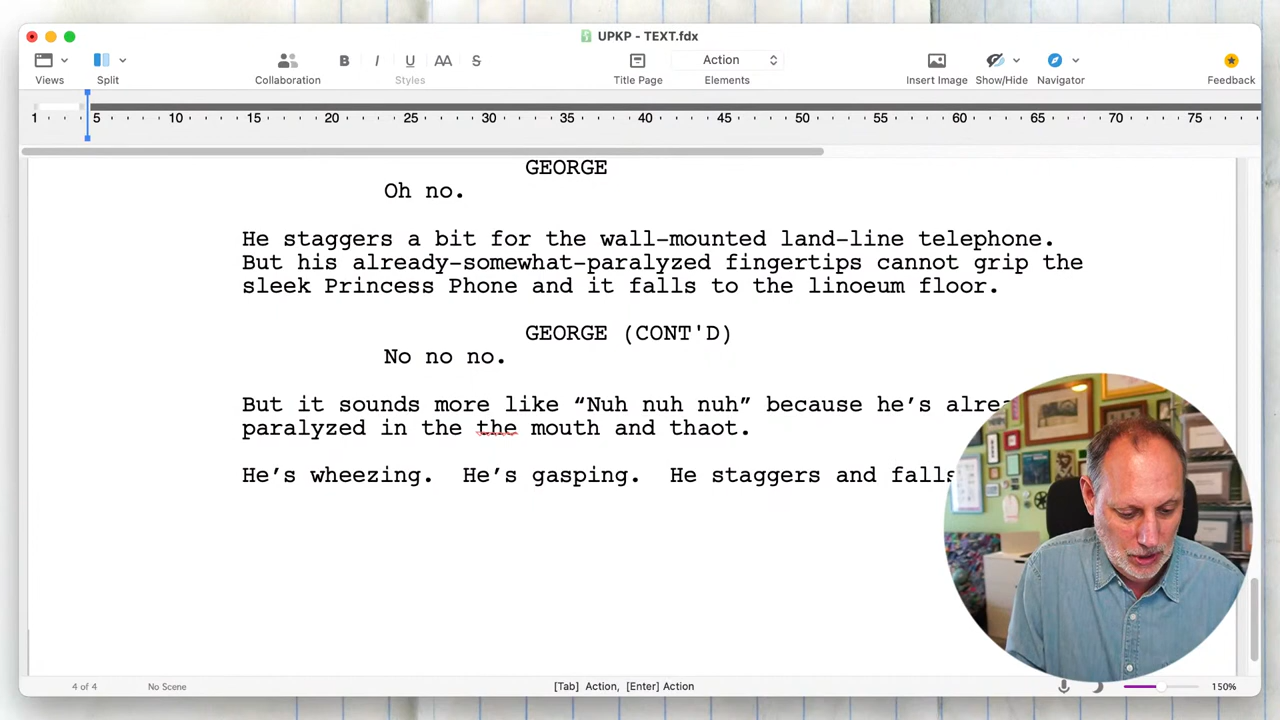 UPKP - TEXT.fdx
B I U AA S
Action
Views
Split
Collaboration
Styles
Title Page
Elements
Insert Image
Show/Hide
Navigator
Feedback
1 5 10 15 20 25 30 35 40 45 50 55 60 65 70 75
GEORGE
Oh no.
He staggers a bit for the wall-mounted land-line telephone.
But his already-somewhat-paralyzed fingertips cannot grip the
sleek Princess Phone and it falls to the linoeum floor.
GEORGE (CONT'D)
No no no.
But it sounds more like “Nuh nuh nuh” because he’s
paralyzed in the the mouth and thaot.
He’s wheezing.  He’s gasping.  He staggers and falls
4 of 4
No Scene
[Tab] Action, [Enter] Action
150%